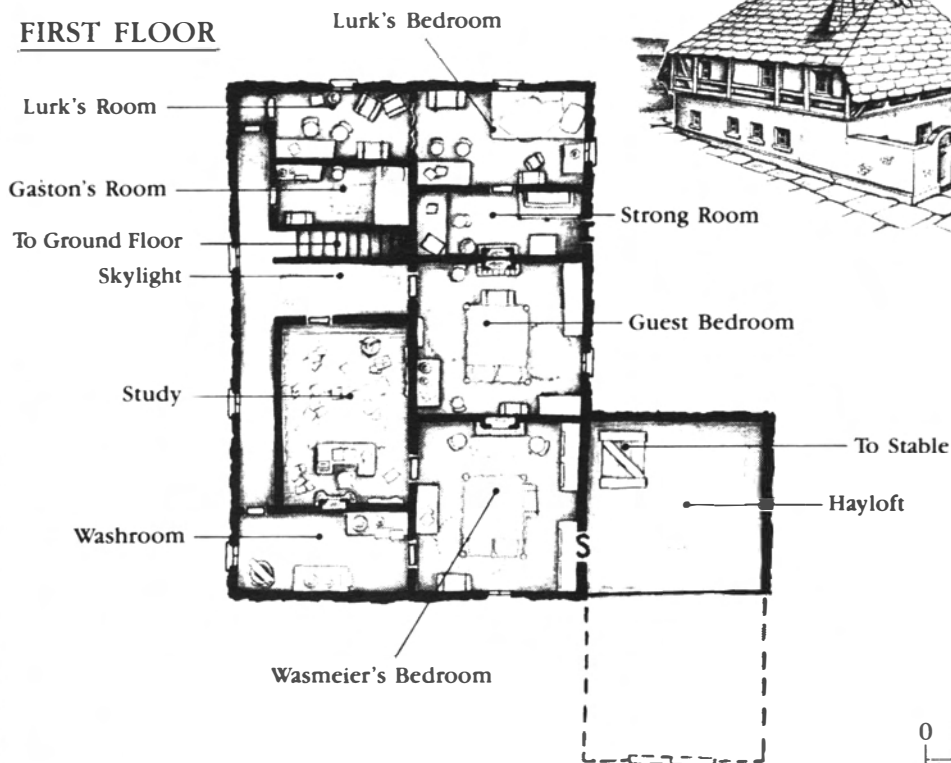 FIRST FLOOR
Lurk's Bedroom
Lurk's Room
Gaston's Room
Strong Room
To Ground Floor
Skylight
Guest Bedroom
Study
To Stable
Hayloft
Washroom
S
Wasmeier's Bedroom
0